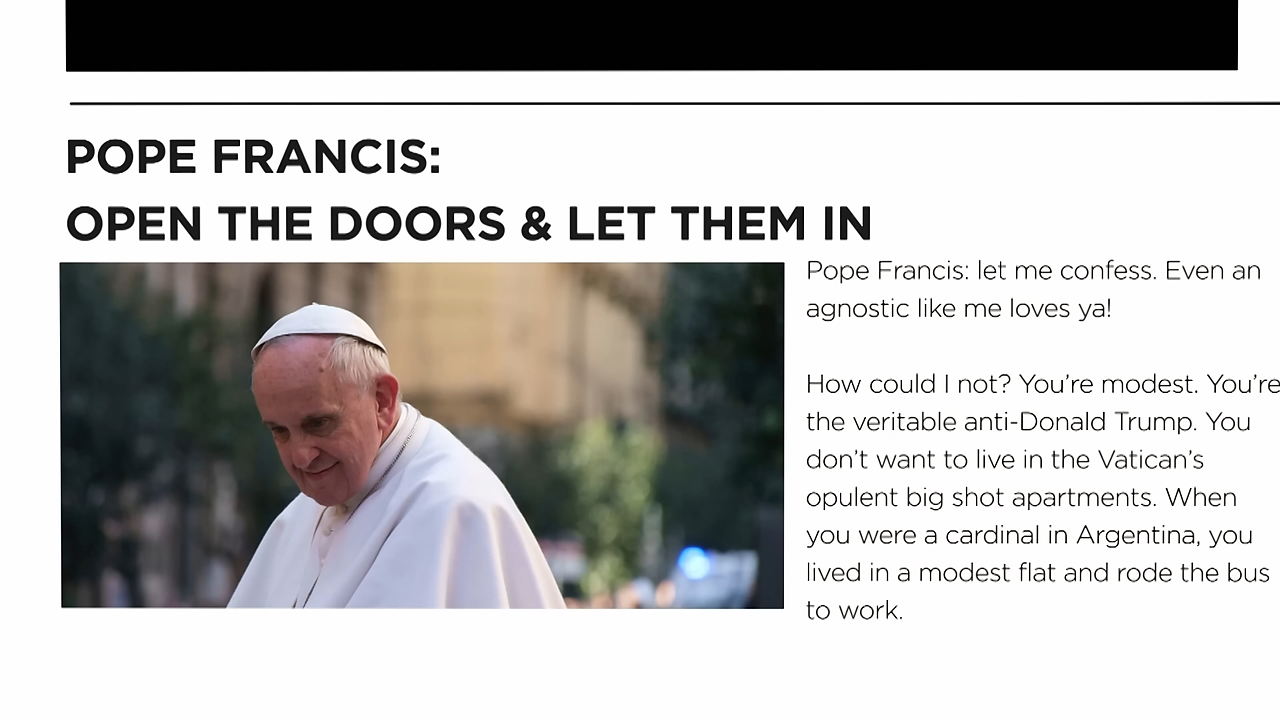 POPE FRANCIS:
OPEN THE DOORS & LET THEM IN
Pope Francis: let me confess. Even an
agnostic like me loves ya!
How could I not? You’re modest. You’re
the veritable anti-Donald Trump. You
don’t want to live in the Vatican’s
opulent big shot apartments. When
you were a cardinal in Argentina, you
lived in a modest flat and rode the bus
to work.